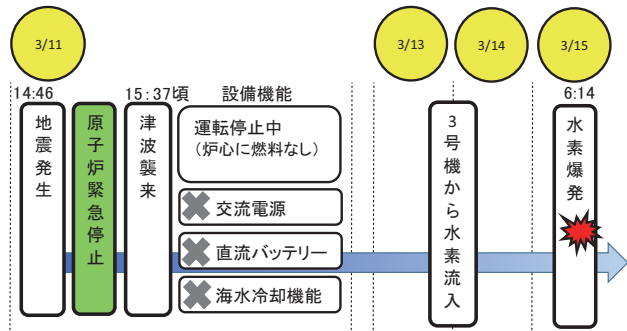 3/11
3/13
3/14
3/15
14:46
15:37頃
設備機能
6:14
地震発生
原子炉緊急停止
津波襲来
運転停止中
(炉心に燃料なし)
交流電源
直流バッテリー
海水冷却機能
3号機から水素流入
水素爆発